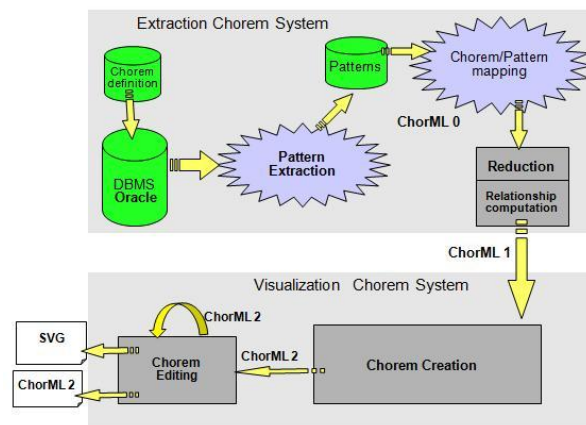 Extraction Chorem System
Chorem
definition
DBMS
Oracle
Pattern
Extraction
Patterns
Chorem/Pattern
mapping
ChorML 0
Reduction
Relationship
computation
ChorML 1
Visualization Chorem System
ChorML 2
SVG
ChorML 2
Chorem
Editing
ChorML 2
Chorem Creation